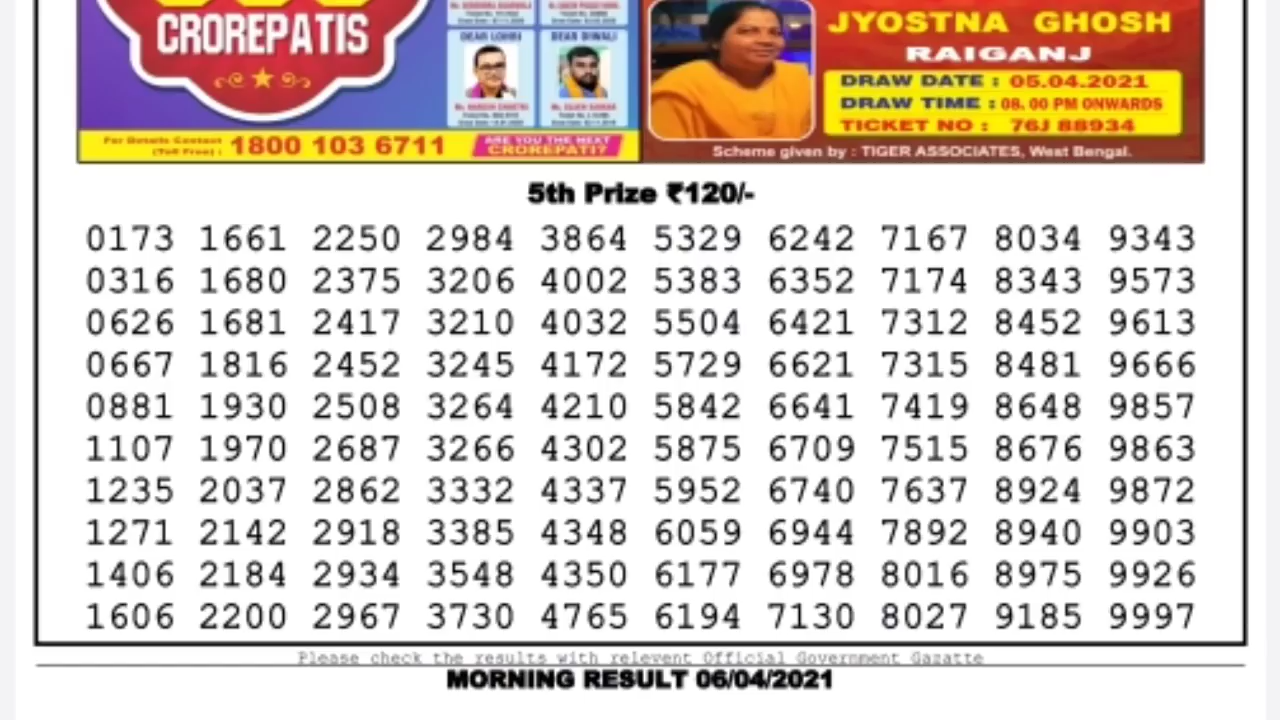 CROREPATIS
DEAR LOHRI
DEAR DIWALI
For Details Contact
(Toll Free) : 1800 103 6711
ARE YOU THE NEXT
CROREPATI?
JYOSTNA GHOSH
RAIGANJ
DRAW DATE : 05.04.2021
DRAW TIME : 08. 00 PM ONWARDS
TICKET NO : 76J 88934
Scheme given by : TIGER ASSOCIATES, West Bengal.
5th Prize ₹120/-
0173 1661 2250 2984 3864 5329 6242 7167 8034 9343
0316 1680 2375 3206 4002 5383 6352 7174 8343 9573
0626 1681 2417 3210 4032 5504 6421 7312 8452 9613
0667 1816 2452 3245 4172 5729 6621 7315 8481 9666
0881 1930 2508 3264 4210 5842 6641 7419 8648 9857
1107 1970 2687 3266 4302 5875 6709 7515 8676 9863
1235 2037 2862 3332 4337 5952 6740 7637 8924 9872
1271 2142 2918 3385 4348 6059 6944 7892 8940 9903
1406 2184 2934 3548 4350 6177 6978 8016 8975 9926
1606 2200 2967 3730 4765 6194 7130 8027 9185 9997
Please check the results with relevent Official Government Gazatte
MORNING RESULT 06/04/2021